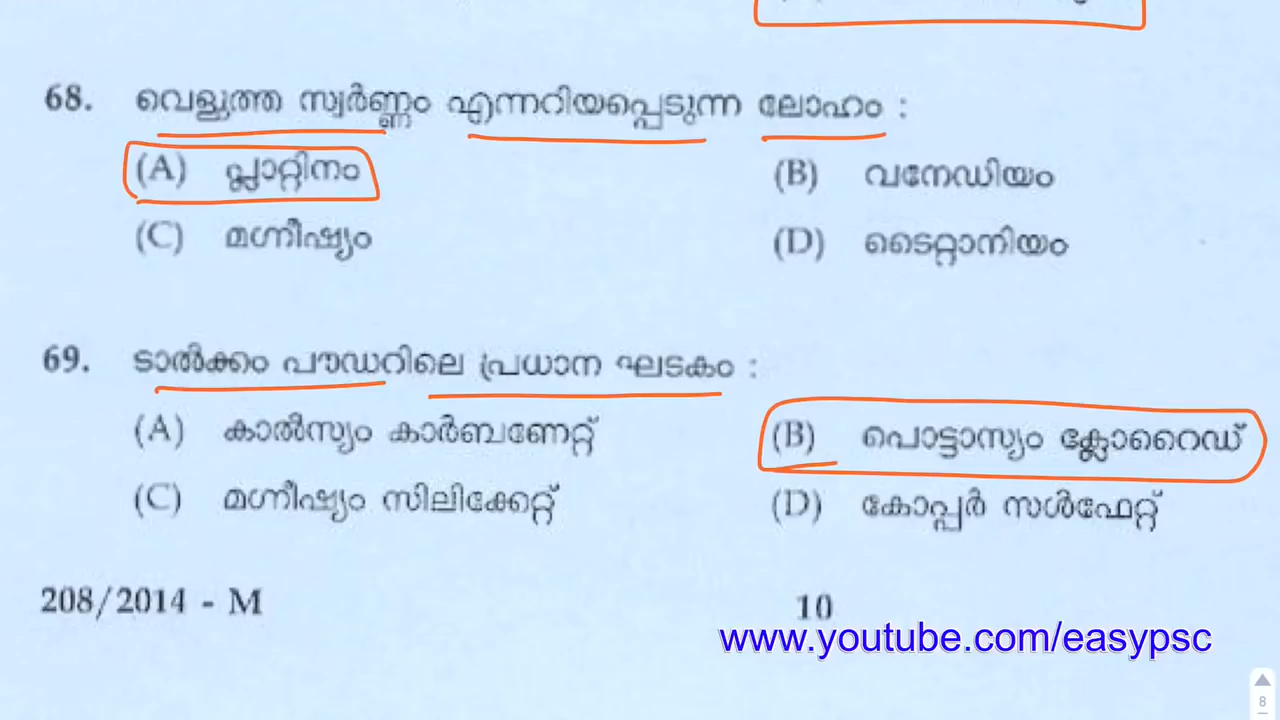 68. വെളുത്ത സ്വർണ്ണം എന്നറിയപ്പെടുന്ന ലോഹം :
(A) പ്ലാറ്റിനം (B) വനേഡിയം
(C) മഗ്നീഷ്യം (D) ടൈറ്റാനിയം
69. ടാൽക്കം പൗഡറിലെ പ്രധാന ഘടകം :
(A) കാൽസ്യം കാർബണേറ്റ് (B) പൊട്ടാസ്യം ക്ലോറൈഡ്
(C) മഗ്നീഷ്യം സിലിക്കേറ്റ് (D) കോപ്പർ സൾഫേറ്റ്
208/2014 - M 10
www.youtube.com/easypsc
8